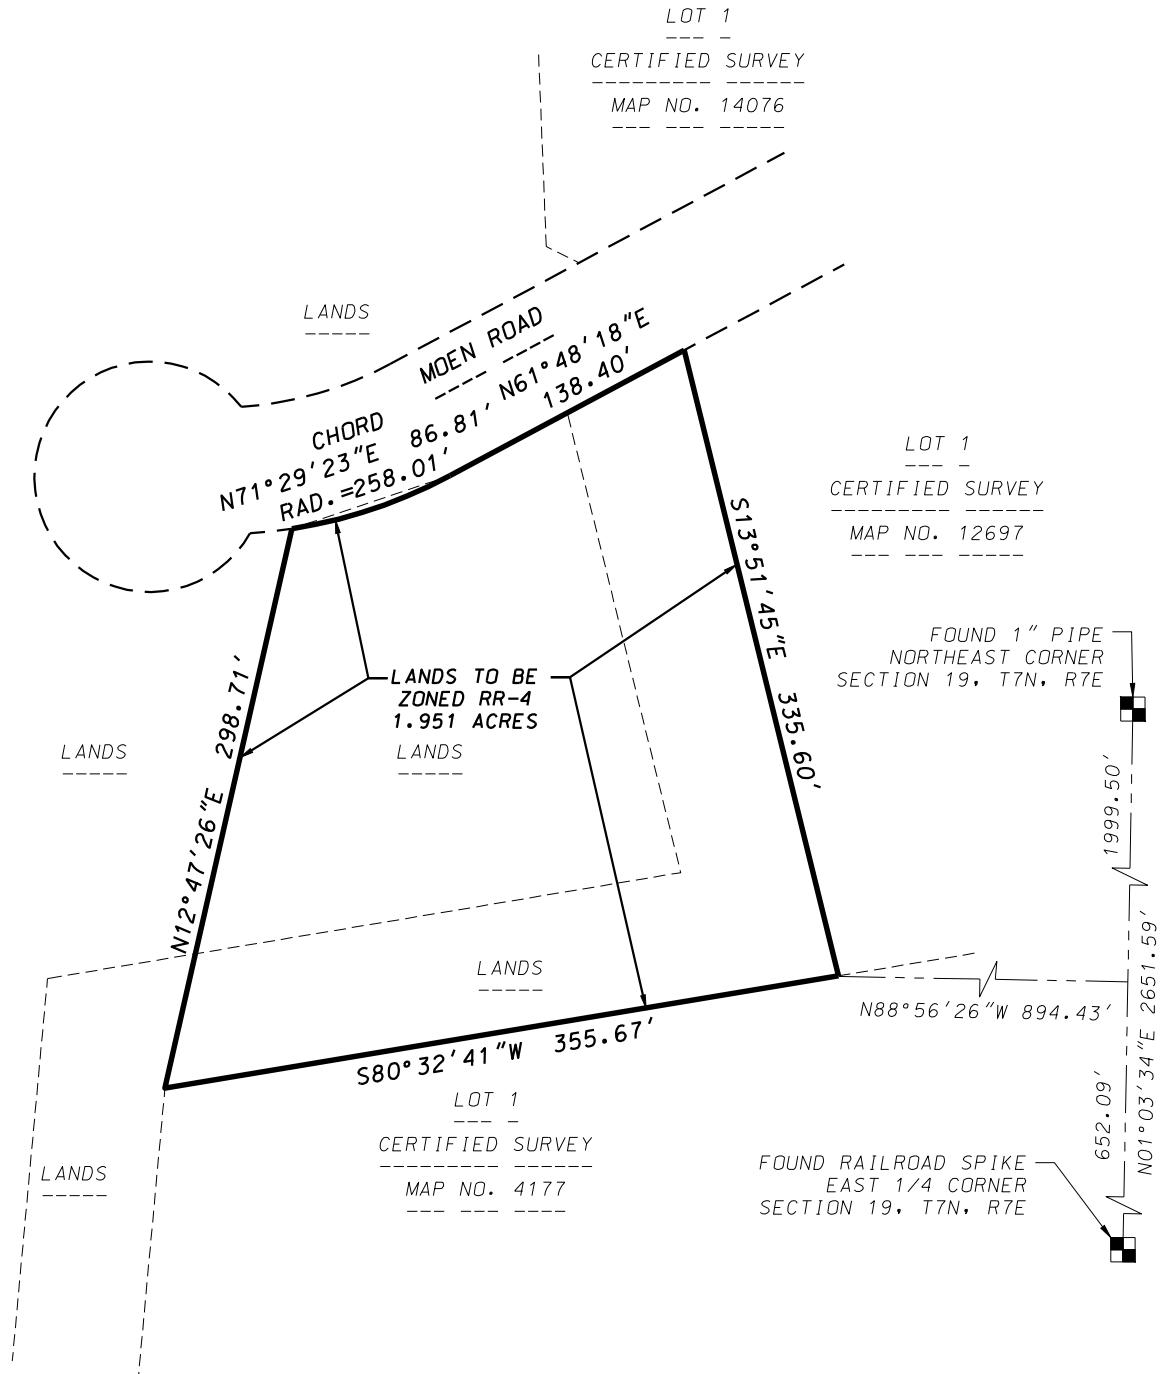 LOT 1
CERTIFIED SURVEY
MAP NO. 14076
LANDS
MOEN ROAD
N61°48'18"E
138.40'
CHORD
N71°29'23"E 86.81'
RAD.=258.01'
LOT 1
CERTIFIED SURVEY
MAP NO. 12697
S13°51'45"E 335.60'
FOUND 1" PIPE
NORTHEAST CORNER
SECTION 19, T7N, R7E
LANDS TO BE
ZONED RR-4
1.951 ACRES
LANDS
LANDS
N12°47'26"E 298.71'
1999.50'
LANDS
N88°56'26"W 894.43'
N01°03'34"E 2651.59'
S80°32'41"W 355.67'
652.09'
LOT 1
CERTIFIED SURVEY
MAP NO. 4177
LANDS
FOUND RAILROAD SPIKE
EAST 1/4 CORNER
SECTION 19, T7N, R7E